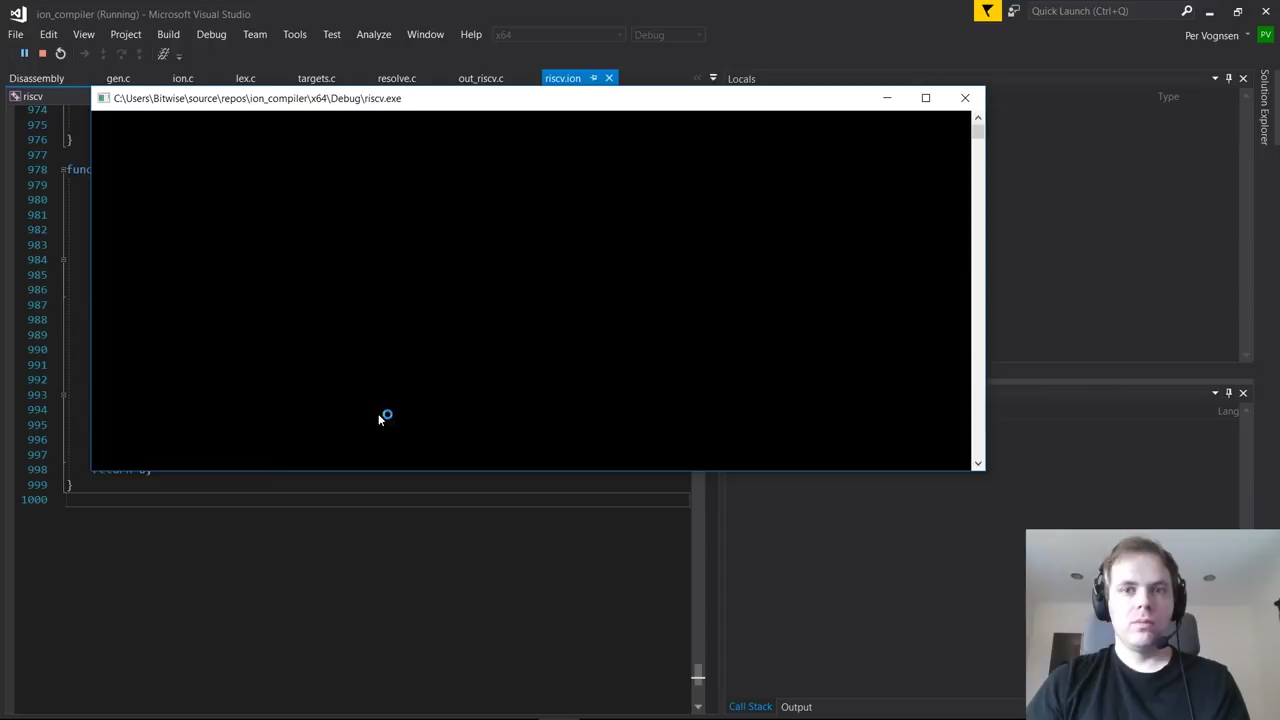 ion_compiler (Running) - Microsoft Visual Studio
Quick Launch (Ctrl+Q)
File Edit View Project Build Debug Team Tools Test Analyze Window Help x64 Debug
Per Vognsen PV
Disassembly gen.c ion.c lex.c targets.c resolve.c out_riscv.c riscv.ion
Locals
riscv
C:\Users\Bitwise\source\repos\ion_compiler\x64\Debug\riscv.exe
Type
Solution Explorer
974
975
976 }
977
978 func
979
980
981
982
983
984
985
986
987
988
989
990
991
992
993
994
995
996
997
998
999 }
1000
Lang
Call Stack Output